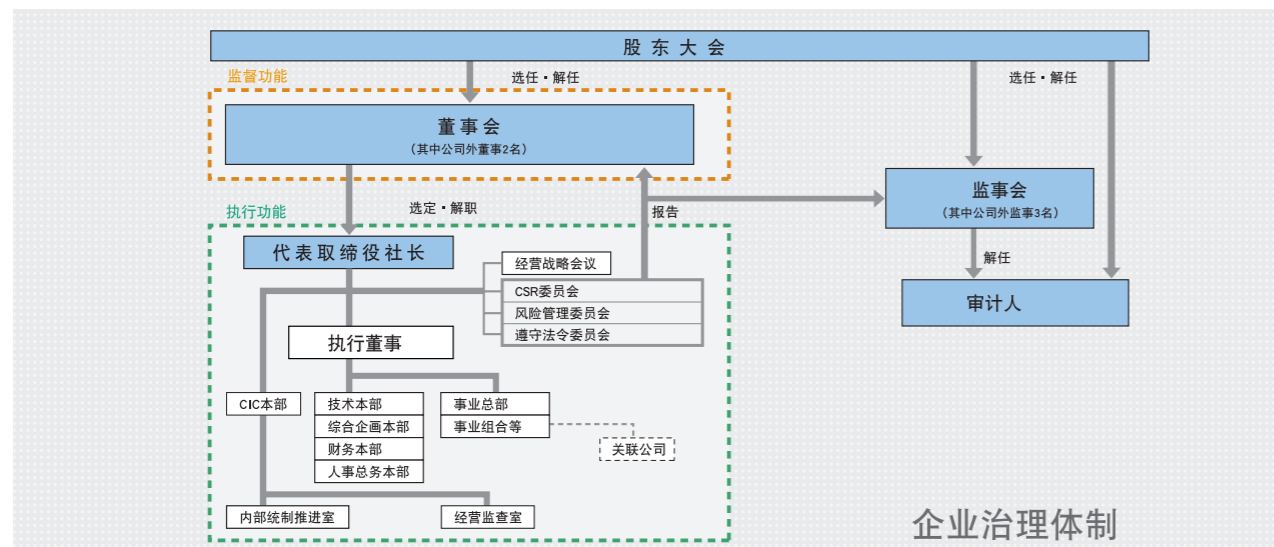 股东大会
监督功能
选任・解任
选任・解任
董事会
（其中公司外董事2名）
监事会
（其中公司外监事3名）
执行功能
选定・解职
报告
代表取缔役社长
经营战略会议
解任
CSR委员会
风险管理委员会
遵守法令委员会
审计人
执行董事
CIC本部
技术本部
综合企画本部
财务本部
人事总务本部
事业总部
事业组合等
关联公司
内部统制推进室
经营监查室
企业治理体制